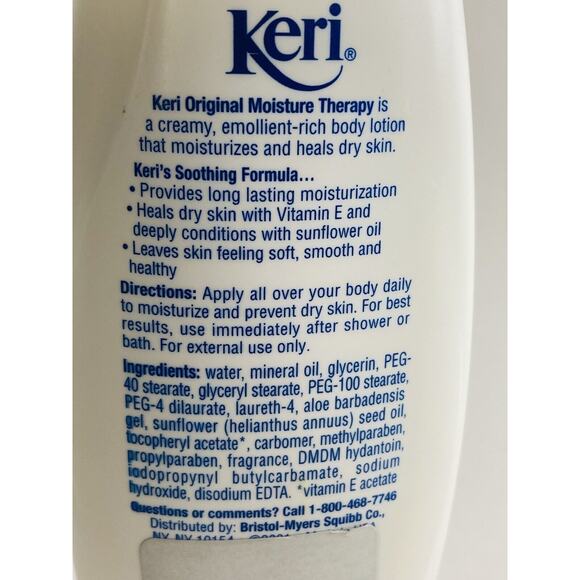 Keri®
Keri Original Moisture Therapy is
a creamy, emollient-rich body lotion
that moisturizes and heals dry skin.
Keri's Soothing Formula...
• Provides long lasting moisturization
• Heals dry skin with Vitamin E and
deeply conditions with sunflower oil
• Leaves skin feeling soft, smooth and
healthy
Directions: Apply all over your body daily
to moisturize and prevent dry skin. For best
results, use immediately after shower or
bath. For external use only.
Ingredients: water, mineral oil, glycerin, PEG-
40 stearate, glyceryl stearate, PEG-100 stearate,
PEG-4 dilaurate, laureth-4, aloe barbadensis
gel, sunflower (helianthus annuus) seed oil,
tocopheryl acetate*, carbomer, methylparaben,
propylparaben, fragrance, DMDM hydantoin,
iodopropynyl butylcarbamate, sodium
hydroxide, disodium EDTA. *vitamin E acetate
Questions or comments? Call 1-800-468-7746
Distributed by: Bristol-Myers Squibb Co.,
NY, NY 10154